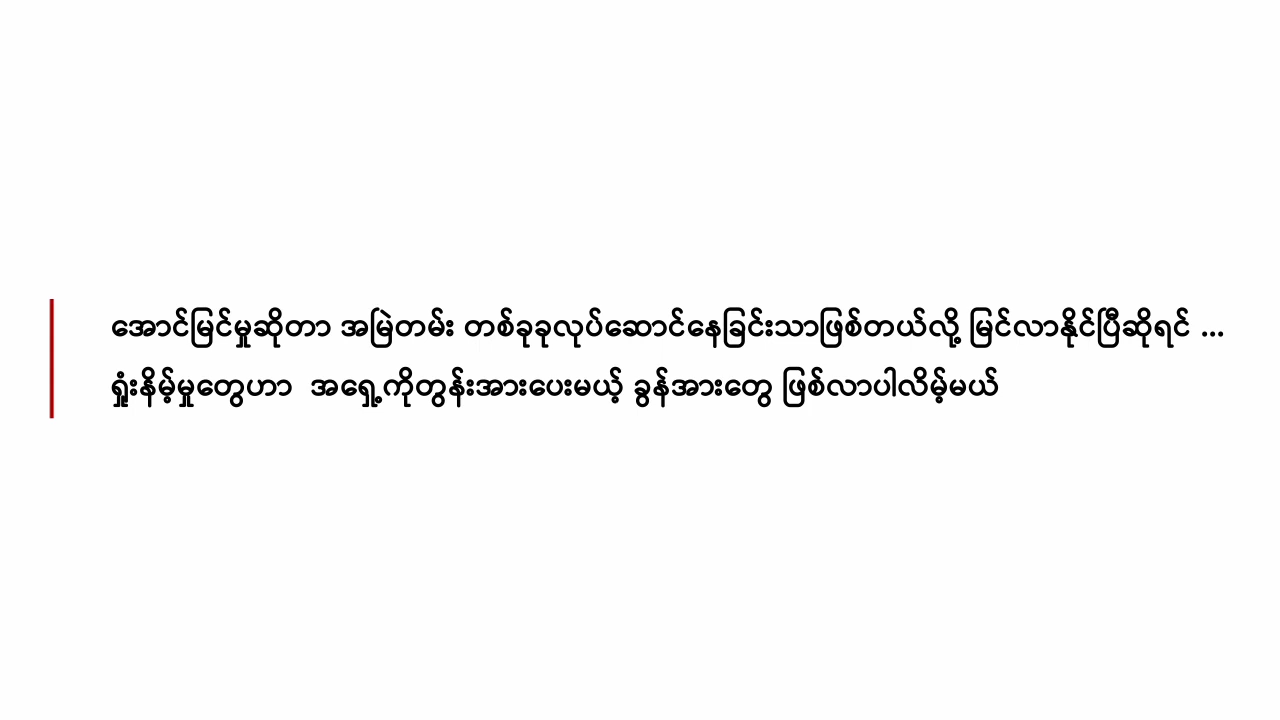 အောင်မြင်မှုဆိုတာ အမြဲတမ်း တစ်ခုခုလုပ်ဆောင်နေခြင်းသာဖြစ်တယ်လို့ မြင်လာနိုင်ပြီဆိုရင် ...
ရှုံးနိမ့်မှုတွေဟာ  အရှေ့ကိုတွန်းအားပေးမယ့် ခွန်အားတွေ ဖြစ်လာပါလိမ့်မယ်